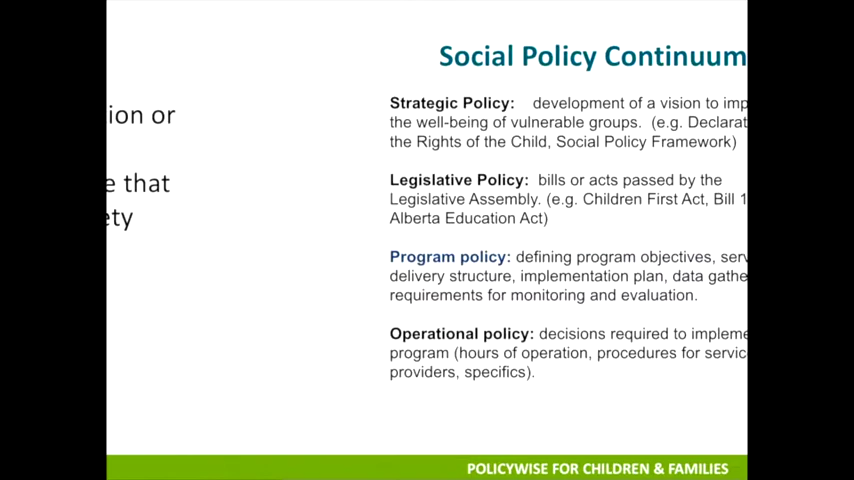 Social Policy Continuum
ion or
e that
ety
Strategic Policy: development of a vision to imp
the well-being of vulnerable groups. (e.g. Declarat
the Rights of the Child, Social Policy Framework)
Legislative Policy: bills or acts passed by the
Legislative Assembly. (e.g. Children First Act, Bill 1
Alberta Education Act)
Program policy: defining program objectives, serv
delivery structure, implementation plan, data gathe
requirements for monitoring and evaluation.
Operational policy: decisions required to impleme
program (hours of operation, procedures for servic
providers, specifics).
POLICYWISE FOR CHILDREN & FAMILIES